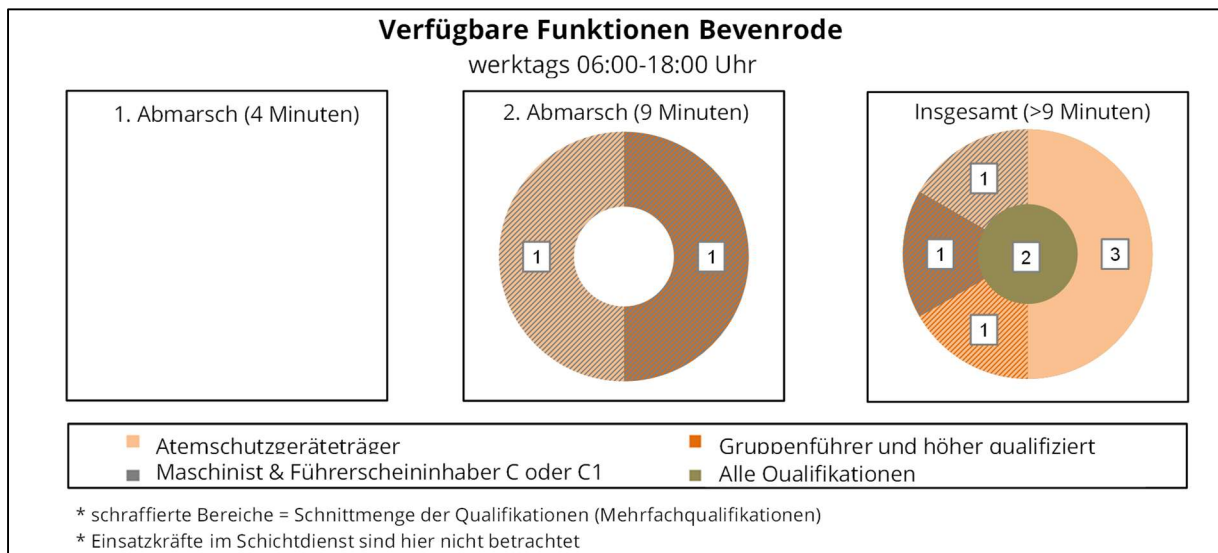 Verfügbare Funktionen Bevenrode
werktags 06:00-18:00 Uhr
1. Abmarsch (4 Minuten)
2. Abmarsch (9 Minuten)
1
1
Insgesamt (>9 Minuten)
1
1
2
3
1
Atemschutzgeräteträger
Gruppenführer und höher qualifiziert
Maschinist & Führerscheininhaber C oder C1
Alle Qualifikationen
* schraffierte Bereiche = Schnittmenge der Qualifikationen (Mehrfachqualifikationen)
* Einsatzkräfte im Schichtdienst sind hier nicht betrachtet